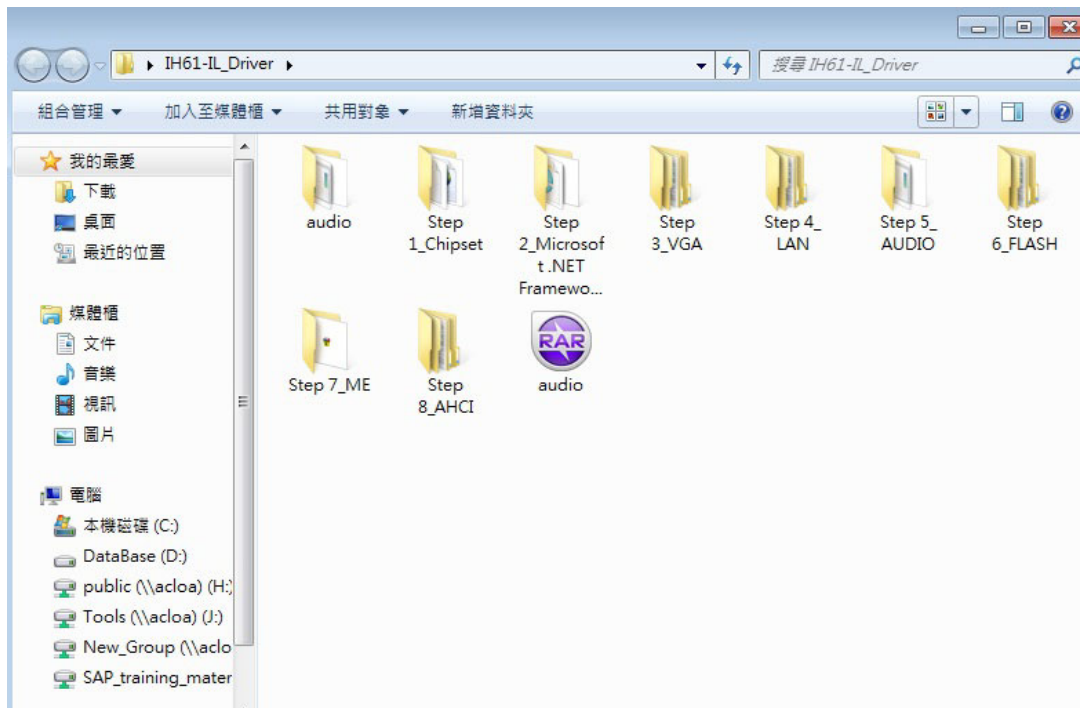 IH61-IL_Driver
搜尋 IH61-IL_Driver
組合管理
加入至媒體櫃
共用對象
新增資料夾
我的最愛
下載
桌面
最近的位置
媒體櫃
文件
音樂
視訊
圖片
電腦
本機磁碟 (C:)
DataBase (D:)
public (\\acloa) (H:)
Tools (\\acloa) (J:)
New_Group (\\aclo
SAP_training_mater
audio
Step
1_Chipset
Step
2_Microsof
t .NET
Framewo...
Step
3_VGA
Step 4_
LAN
Step 5_
AUDIO
Step
6_FLASH
Step 7_ME
Step
8_AHCI
RAR
audio